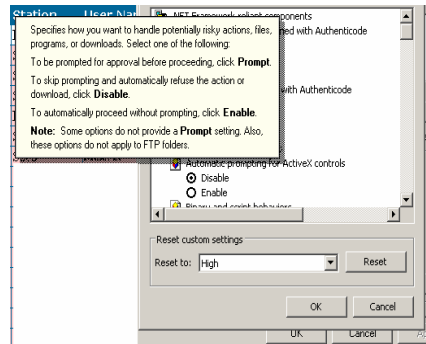 Station User Nar
.NET Framework-reliant components
Specifies how you want to handle potentially risky actions, files,
programs, or downloads. Select one of the following:
ned with Authenticode
To be prompted for approval before proceeding, click Prompt.
To skip prompting and automatically refuse the action or
download, click Disable.
with Authenticode
To automatically proceed without prompting, click Enable.
Note: Some options do not provide a Prompt setting. Also,
these options do not apply to FTP folders.
Automatic prompting for ActiveX controls
Disable
Enable
Binary and script behaviors
Reset custom settings
Reset to: High Reset
OK Cancel
OK Cancel